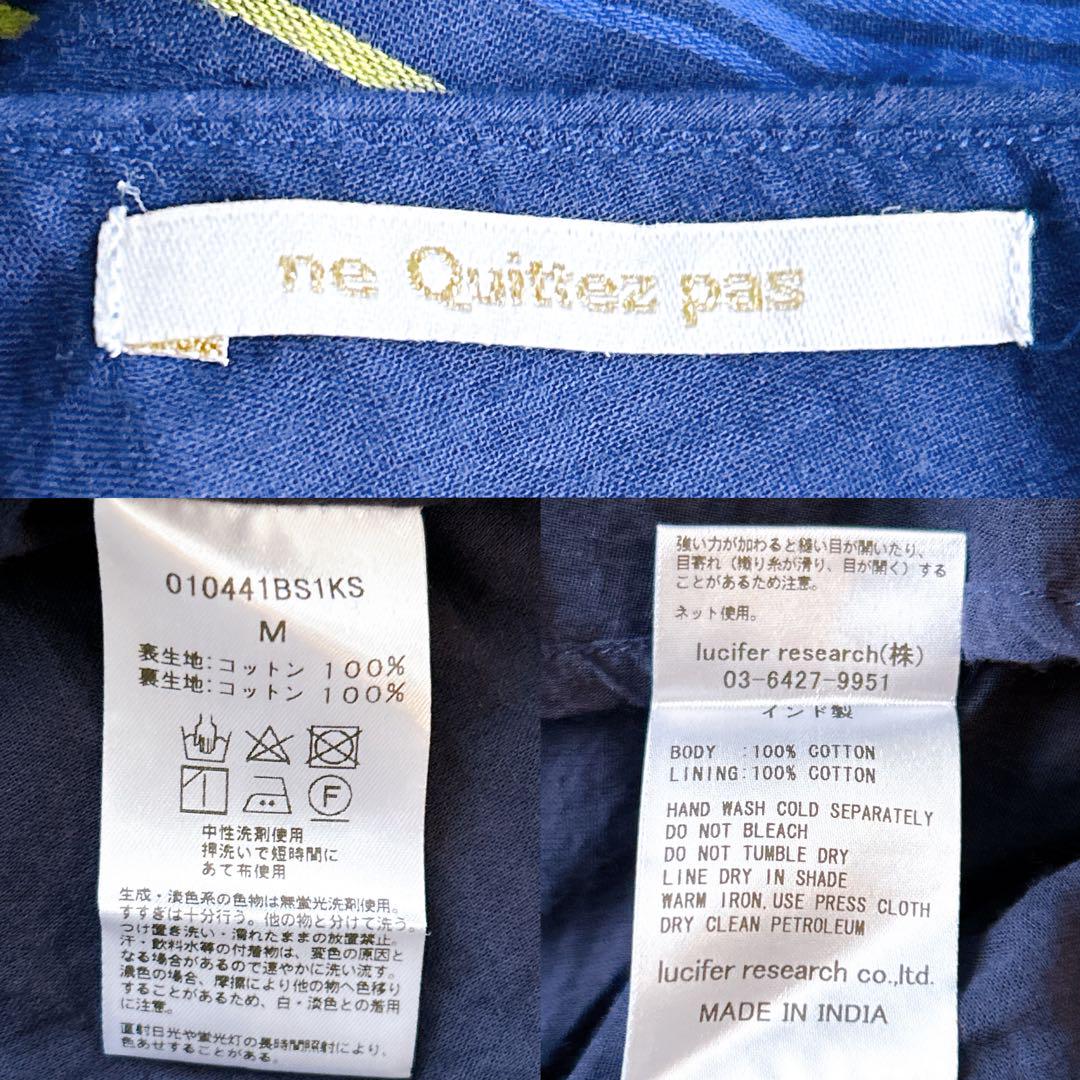 ne Quittez pas
010441BS1KS
M
表生地:コットン 100%
裏生地:コットン 100%
F
中性洗剤使用
押洗いで短時間に
あて布使用
生成・淡色系の色物は無蛍光洗剤使用。
すすぎは十分行う。他の物と分けて洗う。
つけ置き洗い・濡れたままの放置禁止。
汗・飲料水等の付着物は、変色の原因と
なる場合があるので速やかに洗い流す。
濃色の場合、摩擦により他の物へ色移り
することがあるため、白・淡色との着用
に注意。
直射日光や蛍光灯の長時間照射により、
色あせすることがある。
強い力が加わると縫い目が開いたり、
目寄れ(織り糸が滑り、目が開く)する
ことがあるため注意。
ネット使用。
lucifer research(株)
03-6427-9951
インド製
BODY :100% COTTON
LINING:100% COTTON
HAND WASH COLD SEPARATELY
DO NOT BLEACH
DO NOT TUMBLE DRY
LINE DRY IN SHADE
WARM IRON.USE PRESS CLOTH
DRY CLEAN PETROLEUM
lucifer research co.,ltd.
MADE IN INDIA